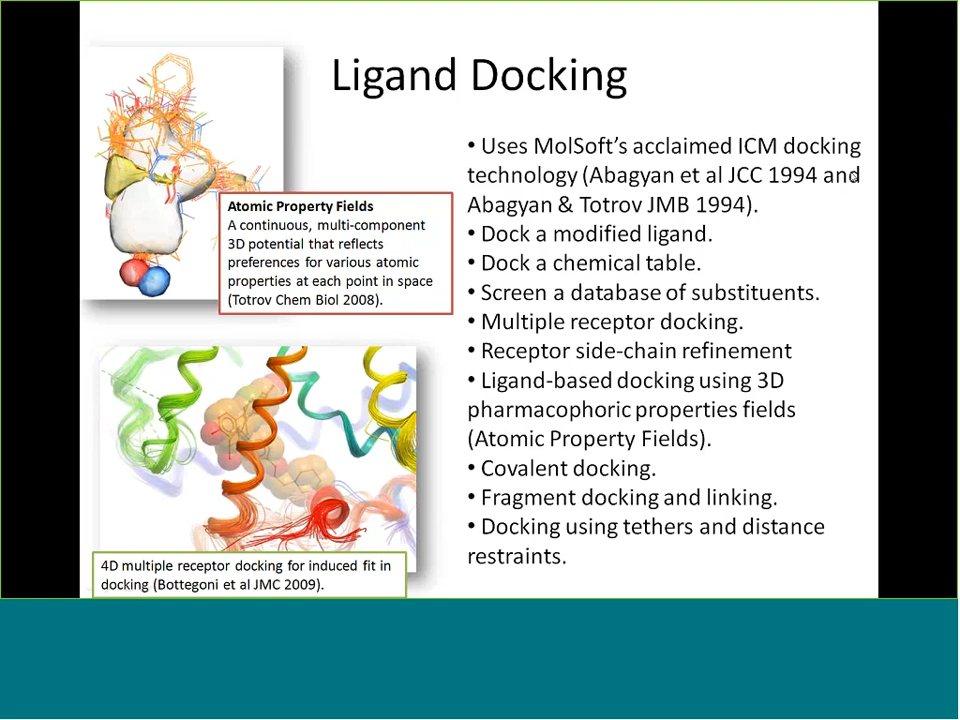 Ligand Docking
Atomic Property Fields
A continuous, multi-component
3D potential that reflects
preferences for various atomic
properties at each point in space
(Totrov Chem Biol 2008).
4D multiple receptor docking for induced fit in
docking (Bottegoni et al JMC 2009).
• Uses MolSoft’s acclaimed ICM docking
technology (Abagyan et al JCC 1994 and
Abagyan & Totrov JMB 1994).
• Dock a modified ligand.
• Dock a chemical table.
• Screen a database of substituents.
• Multiple receptor docking.
• Receptor side-chain refinement
• Ligand-based docking using 3D
pharmacophoric properties fields
(Atomic Property Fields).
• Covalent docking.
• Fragment docking and linking.
• Docking using tethers and distance
restraints.